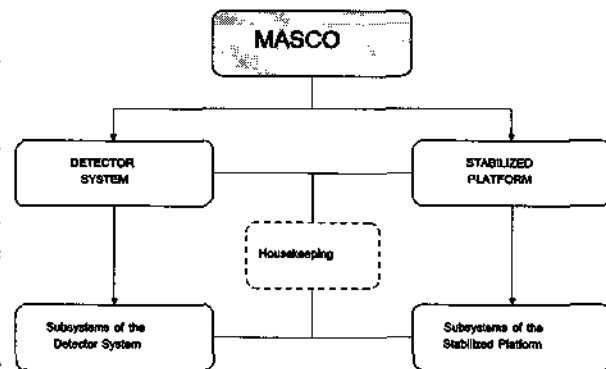 MASCO
DETECTOR
SYSTEM
STABILIZED
PLATFORM
Housekeeping
Subsystems of the
Detector System
Subsystems of the
Stabilized Platform